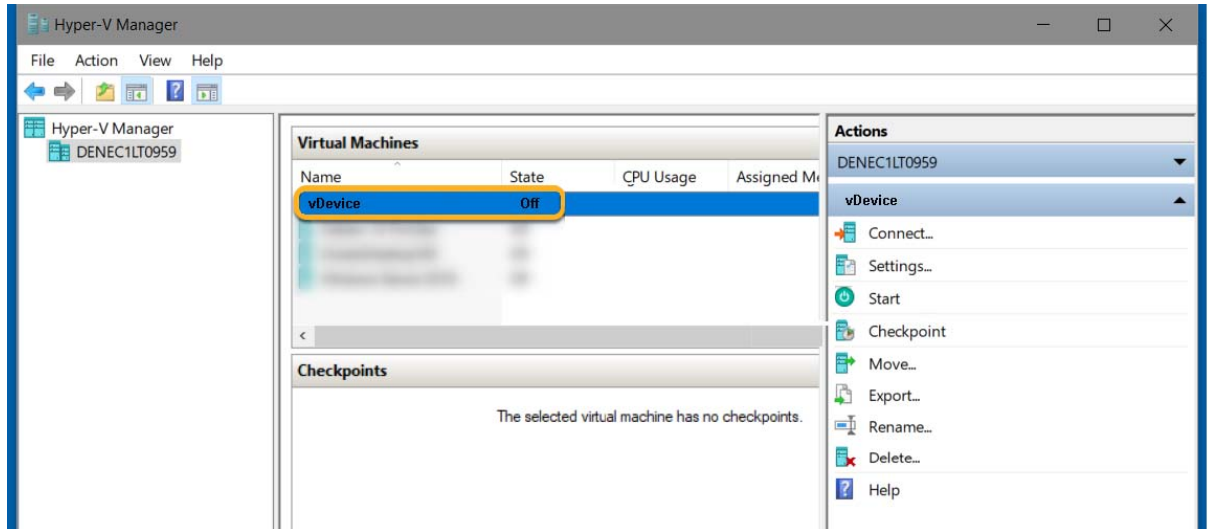 Hyper-V Manager
File Action View Help
Hyper-V Manager
DENEC1LT0959
Virtual Machines
Name State CPU Usage Assigned Me
vDevice Off
Checkpoints
The selected virtual machine has no checkpoints.
Actions
DENEC1LT0959
vDevice
Connect...
Settings...
Start
Checkpoint
Move...
Export...
Rename...
Delete...
Help